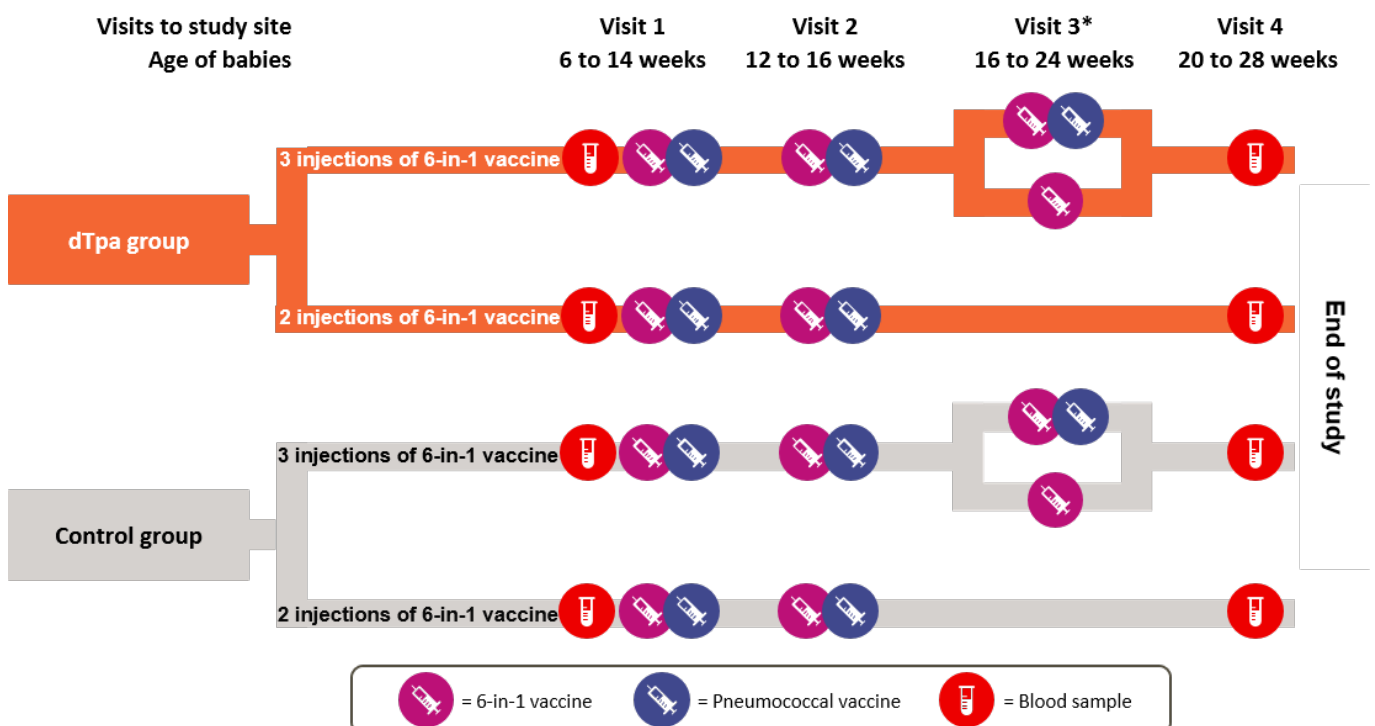 Visits to study site
Age of babies
Visit 1
6 to 14 weeks
Visit 2
12 to 16 weeks
Visit 3*
16 to 24 weeks
Visit 4
20 to 28 weeks
dTpa group
3 injections of 6-in-1 vaccine
2 injections of 6-in-1 vaccine
Control group
3 injections of 6-in-1 vaccine
2 injections of 6-in-1 vaccine
End of study
= 6-in-1 vaccine
= Pneumococcal vaccine
= Blood sample